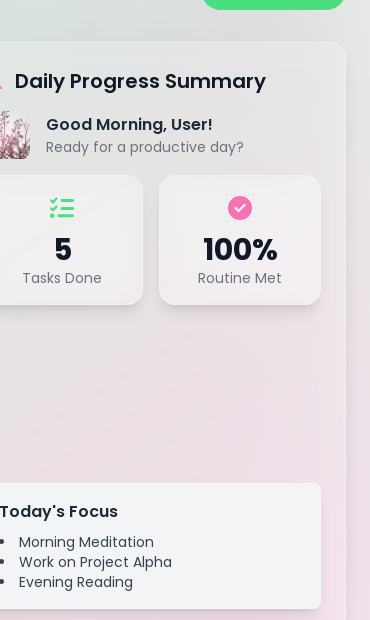 Daily Progress Summary
Good Morning, User!
Ready for a productive day?
5
Tasks Done
100%
Routine Met
Today's Focus
• Morning Meditation
• Work on Project Alpha
• Evening Reading